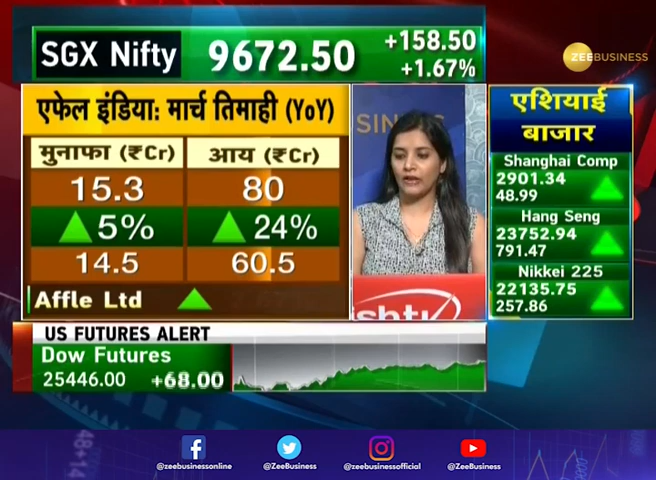 SGX Nifty 9672.50 +158.50
+1.67%
ZEEBUSINESS
एफेल इंडिया: मार्च तिमाही (YoY)
मुनाफा (₹Cr) आय (₹Cr)
15.3 80
5% 24%
14.5 60.5
Affle Ltd
एशियाई
बाजार
Shanghai Comp
2901.34
48.99
Hang Seng
23752.94
791.47
Nikkei 225
22135.75
257.86
US FUTURES ALERT
Dow Futures
25446.00 +68.00
@zeebusinessonline @ZeeBusiness @zeebusinessofficial @ZeeBusiness